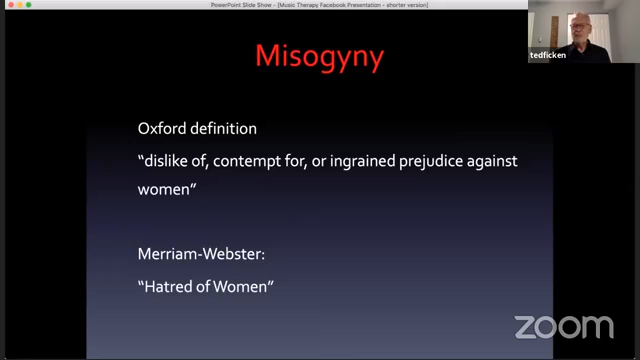 PowerPoint Slide Show - [Music Therapy Facebook Presentation - shorter version]
tedficken
Misogyny
Oxford definition
“dislike of, contempt for, or ingrained prejudice against
women”
Merriam-Webster:
“Hatred of Women”
zoom